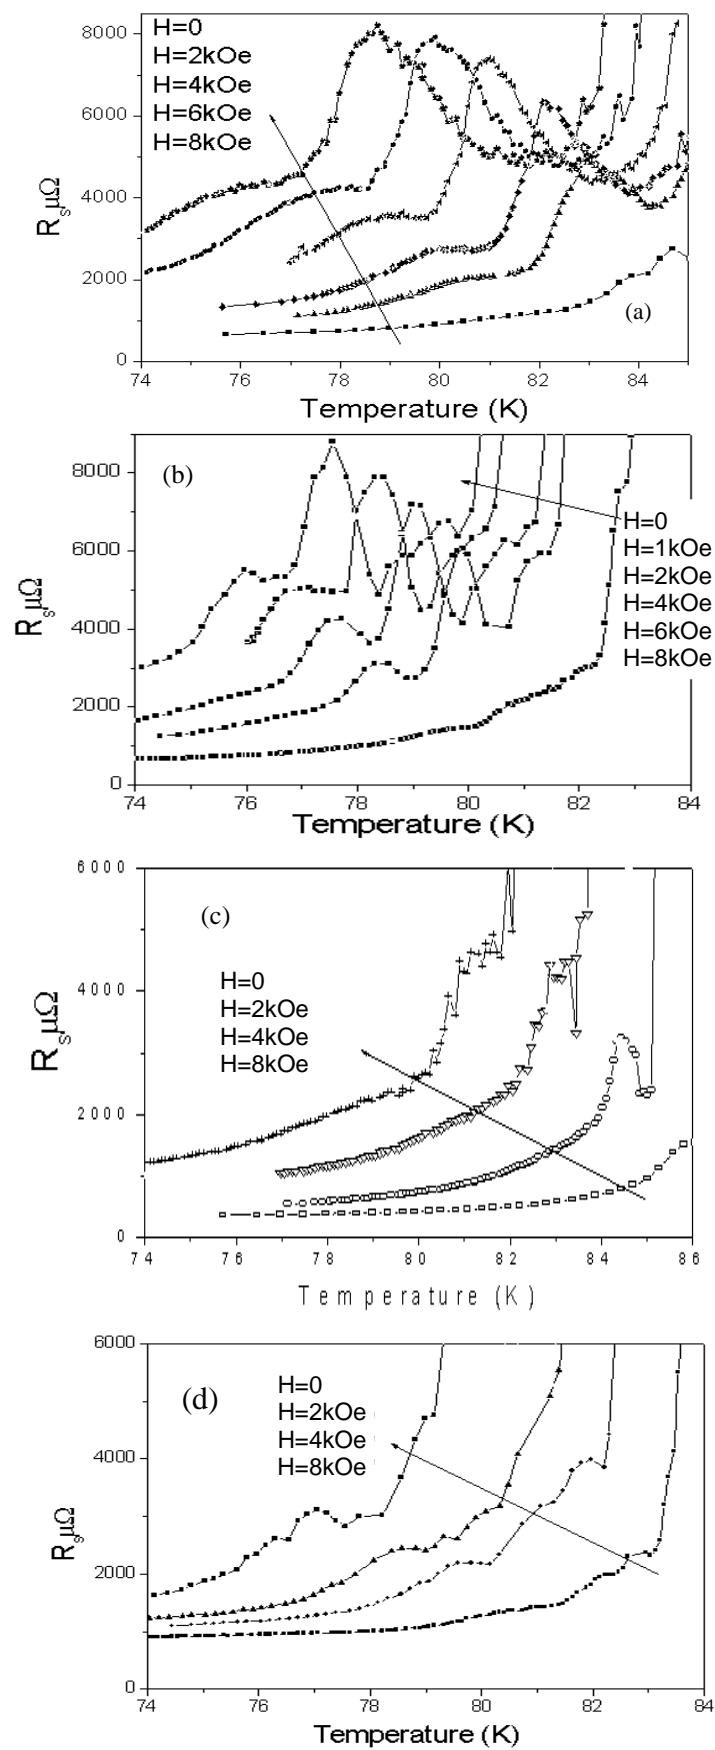 H=0
H=2kOe
H=4kOe
H=6kOe
H=8kOe
8000
6000
4000
2000
0
RsμΩ
(a)
74 76 78 80 82 84
Temperature (K)
(b)
8000
6000
4000
2000
0
RsμΩ
H=0
H=1kOe
H=2kOe
H=4kOe
H=6kOe
H=8kOe
74 76 78 80 82 84
Temperature (K)
(c)
6000
4000
2000
0
RsμΩ
H=0
H=2kOe
H=4kOe
H=8kOe
74 76 78 80 82 84 86
Temperature (K)
(d)
6000
4000
2000
0
RsμΩ
H=0
H=2kOe
H=4kOe
H=8kOe
74 76 78 80 82 84
Temperature (K)